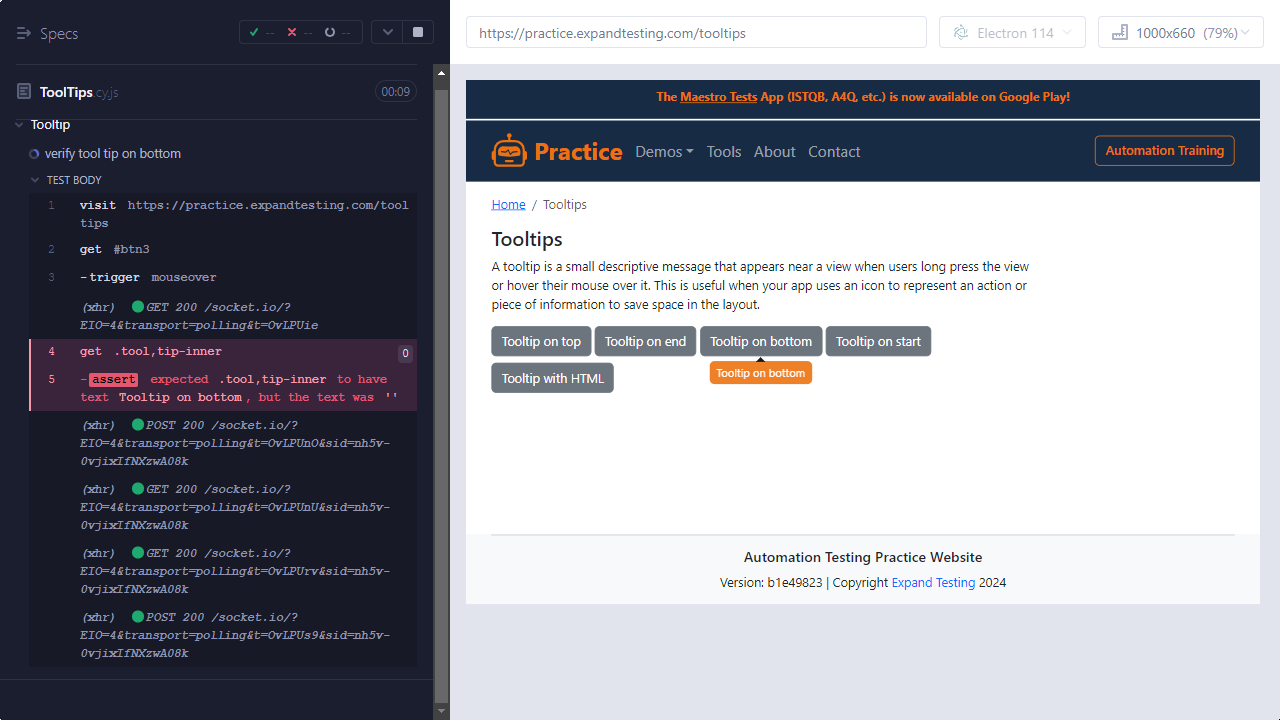 Specs
-- -- --
ToolTips.cy.js 00:09
Tooltip
verify tool tip on bottom
TEST BODY
1 visit https://practice.expandtesting.com/tool
tips
2 get #btn3
3 -trigger mouseover
(xhr) GET 200 /socket.io/?
EIO=4&transport=polling&t=OvLPUie
4 get .tool,tip-inner 0
5 -assert expected .tool,tip-inner to have
text Tooltip on bottom, but the text was ''
(xhr) POST 200 /socket.io/?
EIO=4&transport=polling&t=OvLPUnO&sid=nh5v-
0vjixIfNXzwA08k
(xhr) GET 200 /socket.io/?
EIO=4&transport=polling&t=OvLPUnU&sid=nh5v-
0vjixIfNXzwA08k
(xhr) GET 200 /socket.io/?
EIO=4&transport=polling&t=OvLPUrv&sid=nh5v-
0vjixIfNXzwA08k
(xhr) POST 200 /socket.io/?
EIO=4&transport=polling&t=OvLPUs9&sid=nh5v-
0vjixIfNXzwA08k
https://practice.expandtesting.com/tooltips Electron 114 1000x660 (79%)
The Maestro Tests App (ISTQB, A4Q, etc.) is now available on Google Play!
Practice Demos Tools About Contact Automation Training
Home / Tooltips
Tooltips
A tooltip is a small descriptive message that appears near a view when users long press the view
or hover their mouse over it. This is useful when your app uses an icon to represent an action or
piece of information to save space in the layout.
Tooltip on top Tooltip on end Tooltip on bottom Tooltip on start
Tooltip with HTML Tooltip on bottom
Automation Testing Practice Website
Version: b1e49823 | Copyright Expand Testing 2024